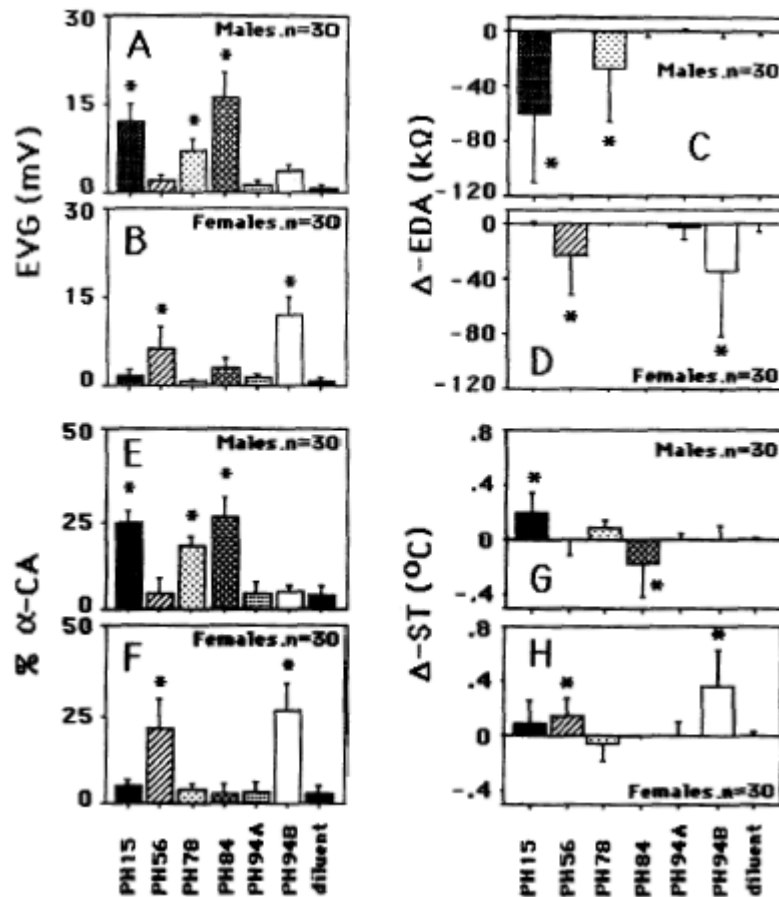 A Males.n=30
EVG (mV)
30
15
0
* * *
B Females.n=30
30
15
0
* *
C Males.n=30
Δ-EDA (kΩ)
0
-40
-80
-120
* *
D Females.n=30
0
-40
-80
-120
* *
E Males.n=30
% α-CA
50
25
0
* * *
F Females.n=30
50
25
0
* *
PH15 PH56 PH78 PH84 PH94A PH94B diluent
G Males.n=30
Δ-ST (ºC)
.8
.4
0
-.4
* *
H Females.n=30
.8
.4
0
-.4
* *
PH15 PH56 PH78 PH84 PH94A PH94B diluent